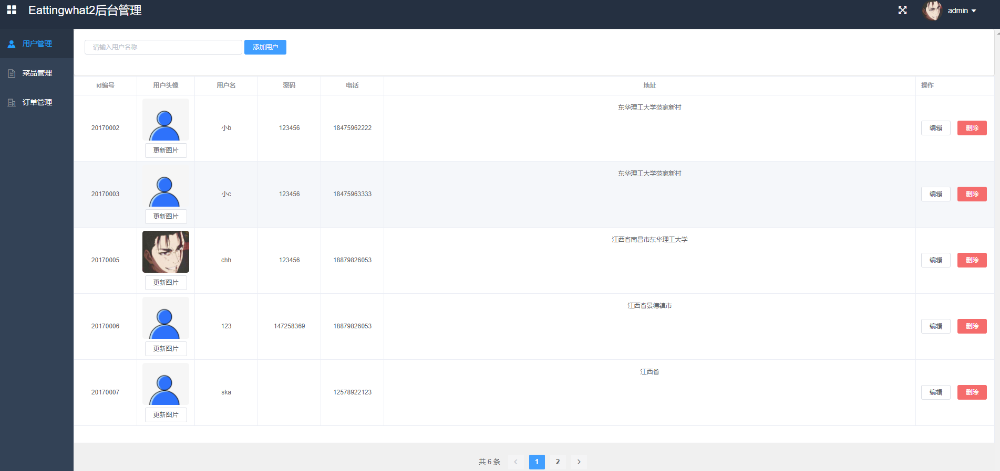 Eattingwhat2后台管理
admin
用户管理
菜品管理
订单管理
请输入用户名称 添加用户
id编号 用户头像 用户名 密码 电话 地址 操作
20170002 更新图片 小b 123456 18475962222 东华理工大学范家新村 编辑 删除
20170003 更新图片 小c 123456 18475963333 东华理工大学范家新村 编辑 删除
20170005 更新图片 chh 123456 18879826053 江西省南昌市东华理工大学 编辑 删除
20170006 更新图片 123 147258369 18879826053 江西省景德镇市 编辑 删除
20170007 更新图片 ska 12578922123 江西省 编辑 删除
共 6 条 1 2